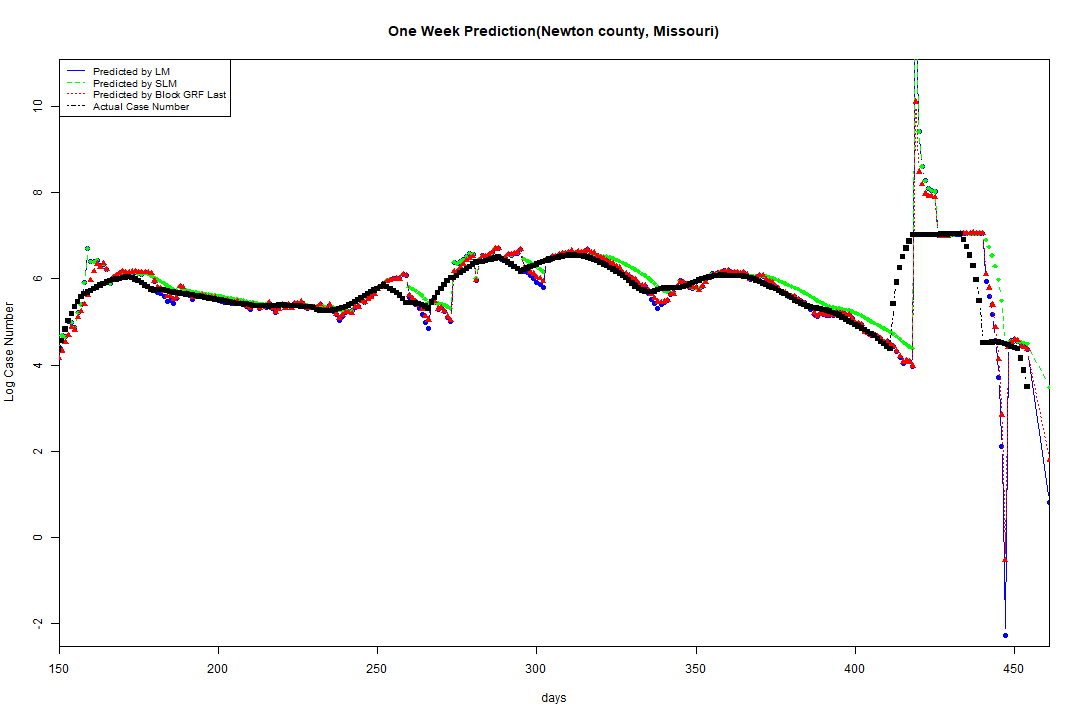 One Week Prediction(Newton county, Missouri)
Predicted by LM
Predicted by SLM
Predicted by Block GRF Last
Actual Case Number
10
8
6
4
2
0
-2
Log Case Number
150 200 250 300 350 400 450
days